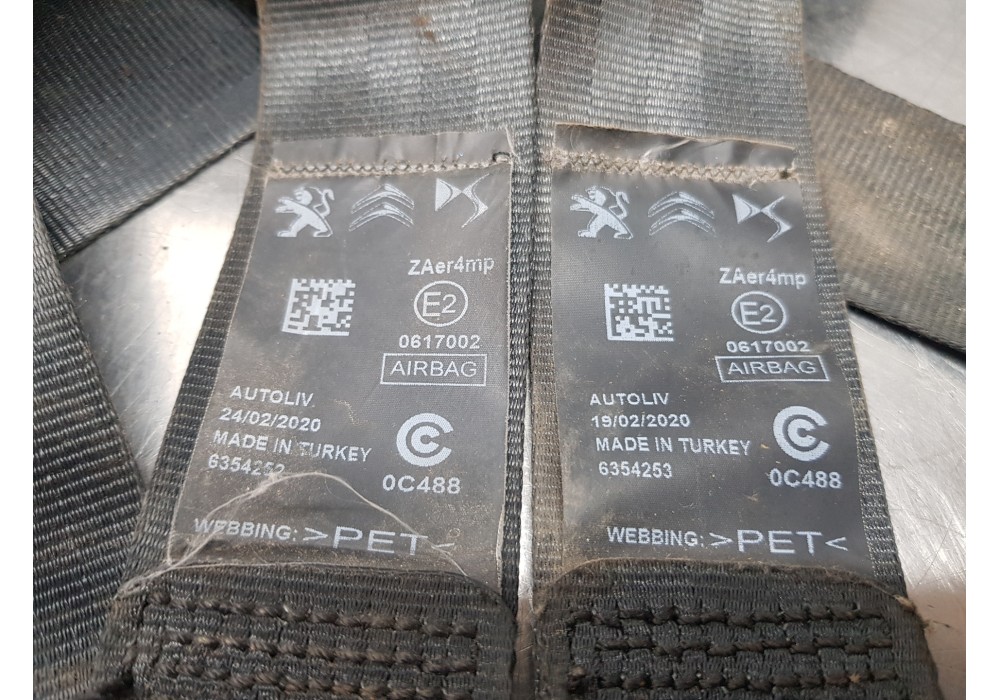 ZAer4mp
E2
0617002
AIRBAG
AUTOLIV
24/02/2020
MADE IN TURKEY
6354252
0C488
WEBBING: >PET<
ZAer4mp
E2
0617002
AIRBAG
AUTOLIV
19/02/2020
MADE IN TURKEY
6354253
0C488
WEBBING: >PET<